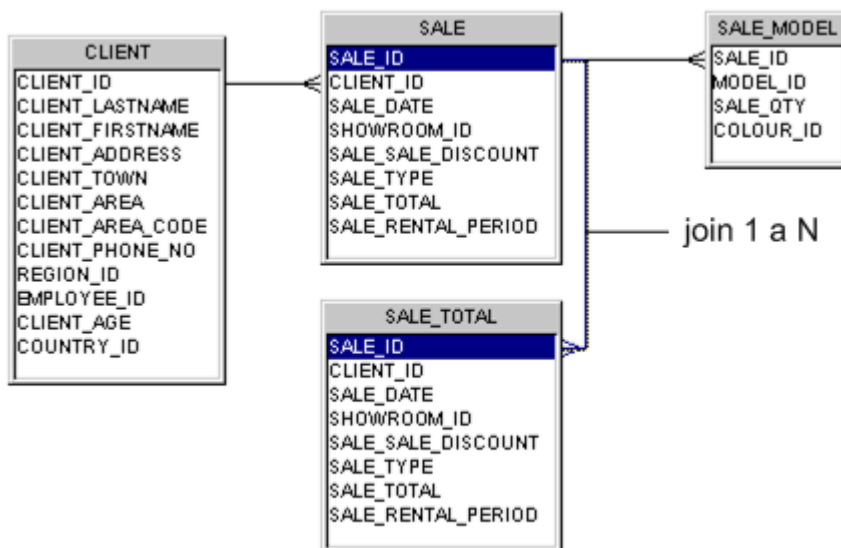 CLIENT
CLIENT_ID
CLIENT_LASTNAME
CLIENT_FIRSTNAME
CLIENT_ADDRESS
CLIENT_TOWN
CLIENT_AREA
CLIENT_AREA_CODE
CLIENT_PHONE_NO
REGION_ID
EMPLOYEE_ID
CLIENT_AGE
COUNTRY_ID
SALE
SALE_ID
CLIENT_ID
SALE_DATE
SHOWROOM_ID
SALE_SALE_DISCOUNT
SALE_TYPE
SALE_TOTAL
SALE_RENTAL_PERIOD
SALE_MODEL
SALE_ID
MODEL_ID
SALE_QTY
COLOUR_ID
join 1 a N
SALE_TOTAL
SALE_ID
CLIENT_ID
SALE_DATE
SHOWROOM_ID
SALE_SALE_DISCOUNT
SALE_TYPE
SALE_TOTAL
SALE_RENTAL_PERIOD